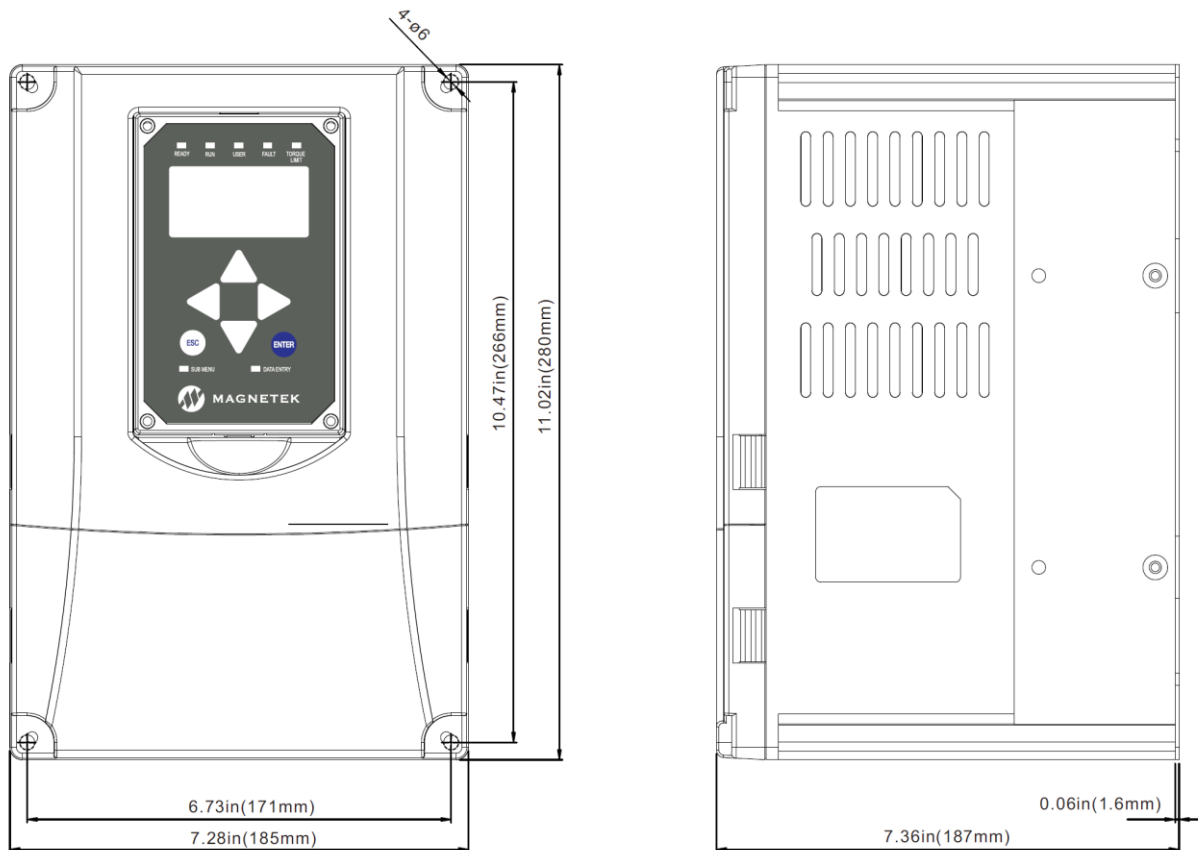 4-ø6
READY RUN USER FAULT TORQUE LIMIT
ESC
ENTER
SUB MENU DATA ENTRY
MAGNETEK
10.47in(266mm)
11.02in(280mm)
6.73in(171mm)
7.28in(185mm)
0.06in(1.6mm)
7.36in(187mm)